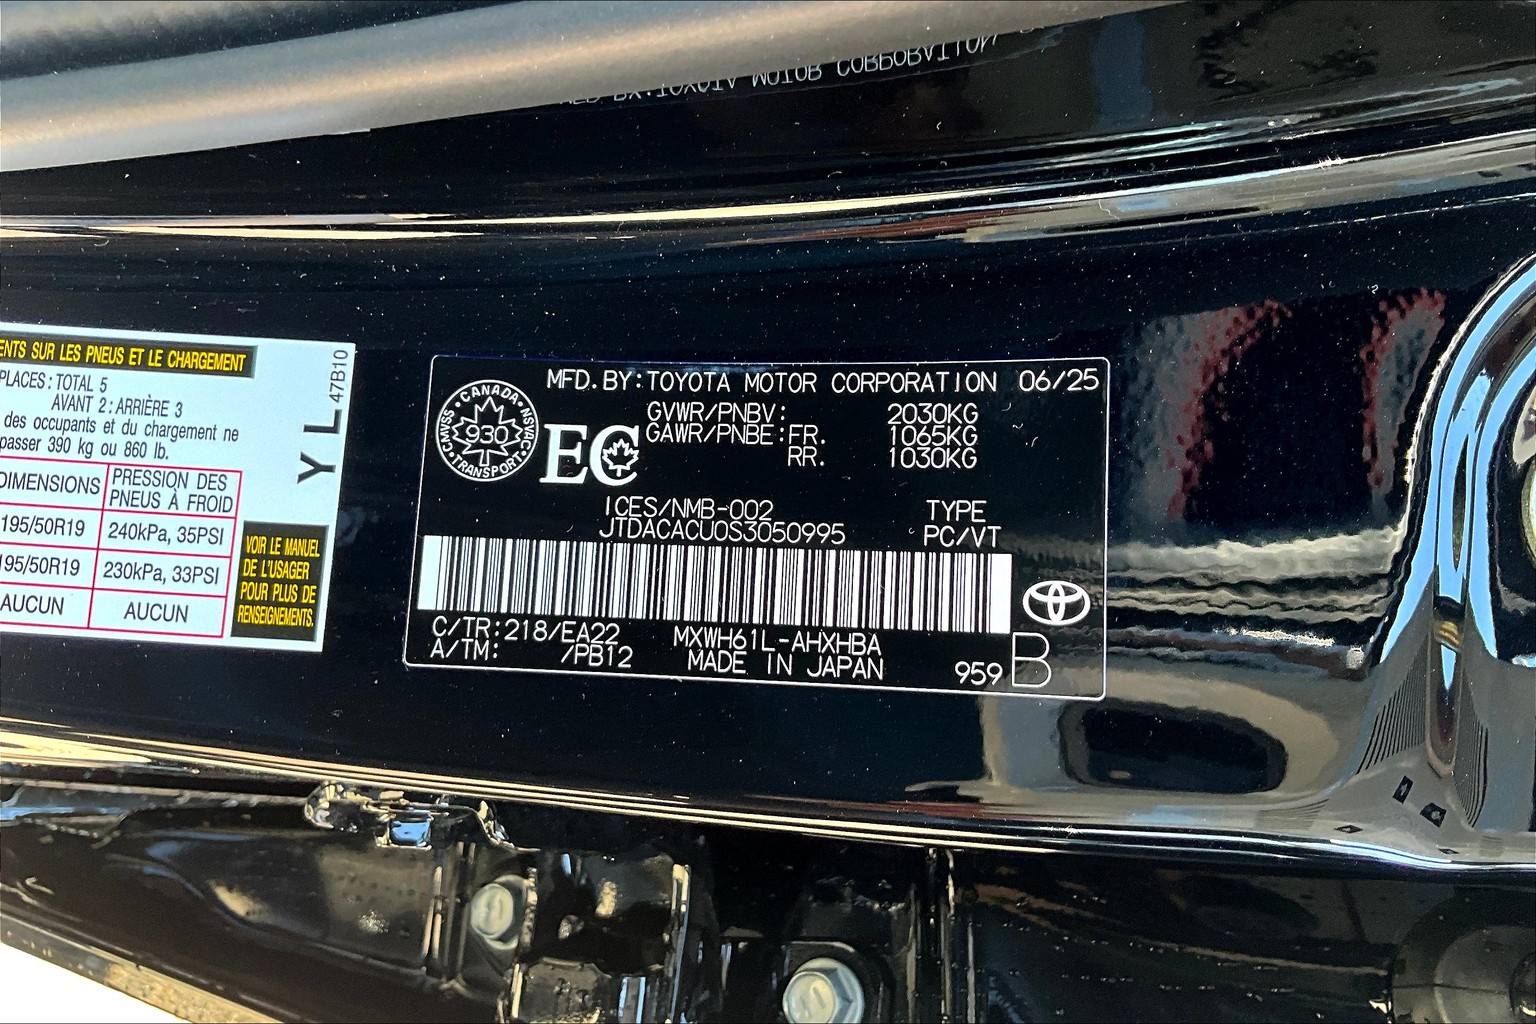 MOTOR CORPORAITON
ENTS SUR LES PNEUS ET LE CHARGEMENT
PLACES: TOTAL 5
AVANT 2: ARRIÈRE 3
des occupants et du chargement ne
passer 390 kg ou 860 lb.
DIMENSIONS PRESSION DES PNEUS À FROID
195/50R19 240kPa, 35PSI
195/50R19 230kPa, 33PSI
AUCUN AUCUN
VOIR LE MANUEL
DE L'USAGER
POUR PLUS DE
RENSEIGNEMENTS.
YL 47B10
MFD.BY:TOYOTA MOTOR CORPORATION 06/25
CANADA
CMVSS 930 NSVAC
TRANSPORT
EC
GVWR/PNBV: 2030KG
GAWR/PNBE:FR. 1065KG
RR. 1030KG
ICES/NMB-002 TYPE
JTDACACU0S3050995 PC/VT
C/TR:218/EA22 MXWH61L-AHXHBA
A/TM: /PB12 MADE IN JAPAN 959 B